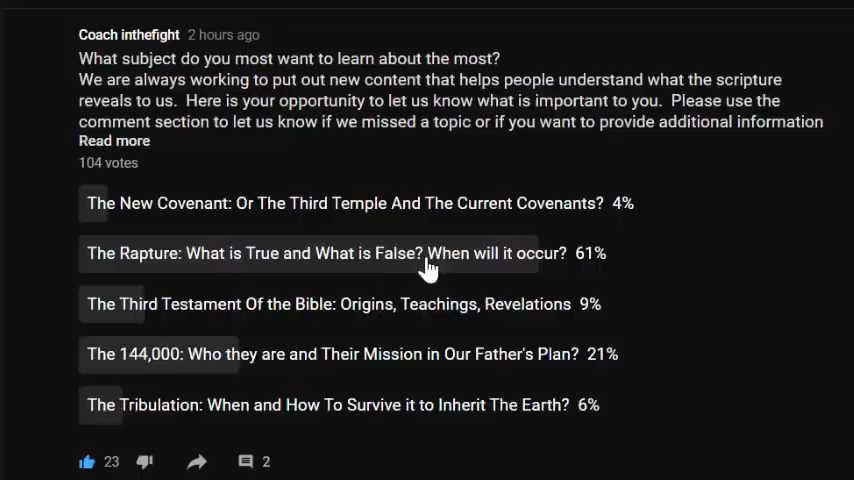 Coach inthefight 2 hours ago
What subject do you most want to learn about the most?
We are always working to put out new content that helps people understand what the scripture
reveals to us.  Here is your opportunity to let us know what is important to you.  Please use the
comment section to let us know if we missed a topic or if you want to provide additional information
Read more
104 votes
The New Covenant: Or The Third Temple And The Current Covenants? 4%
The Rapture: What is True and What is False? When will it occur? 61%
The Third Testament Of the Bible: Origins, Teachings, Revelations 9%
The 144,000: Who they are and Their Mission in Our Father's Plan? 21%
The Tribulation: When and How To Survive it to Inherit The Earth? 6%
23 2